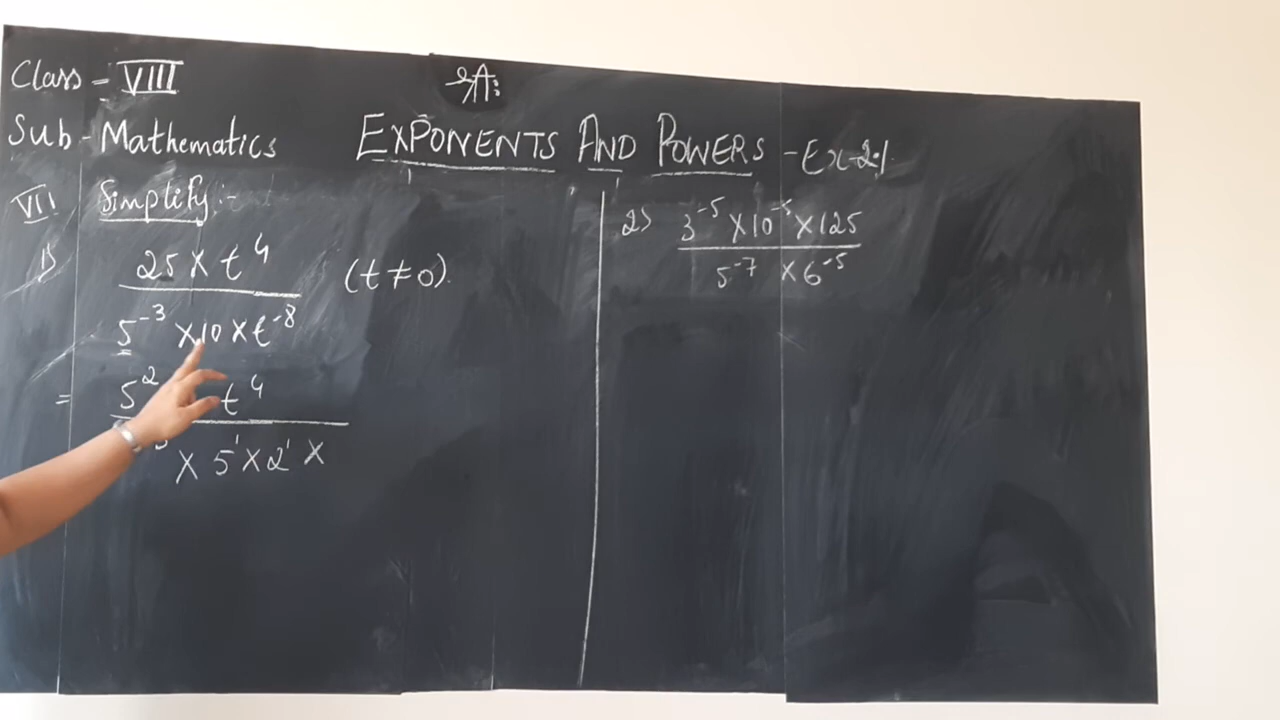 Class - VIII
Sub - Mathematics EXPONENTS AND POWERS - Ex-2.1
VII Simplify:-
1) 25 × t⁴ (t ≠ 0).
5⁻³ × 10 × t⁻⁸
= 5² t⁴
× 5¹ × 2¹ ×
2) 3⁻⁵ × 10⁻⁵ × 125
5⁻⁷ × 6⁻⁵